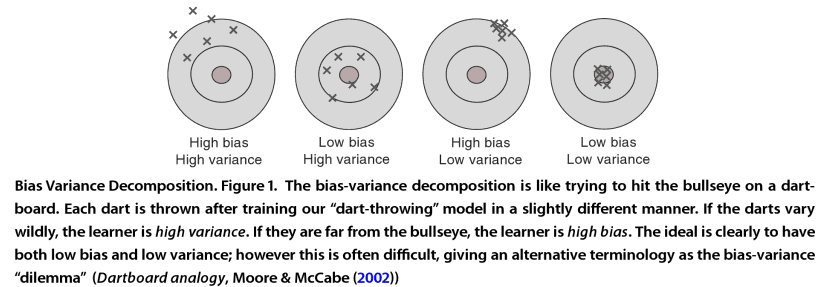 High bias
High variance
Low bias
High variance
High bias
Low variance
Low bias
Low variance
Bias Variance Decomposition. Figure 1. The bias-variance decomposition is like trying to hit the bullseye on a dart-
board. Each dart is thrown after training our “dart-throwing” model in a slightly different manner. If the darts vary
wildly, the learner is high variance. If they are far from the bullseye, the learner is high bias. The ideal is clearly to have
both low bias and low variance; however this is often difficult, giving an alternative terminology as the bias-variance
“dilemma” (Dartboard analogy, Moore & McCabe (2002))